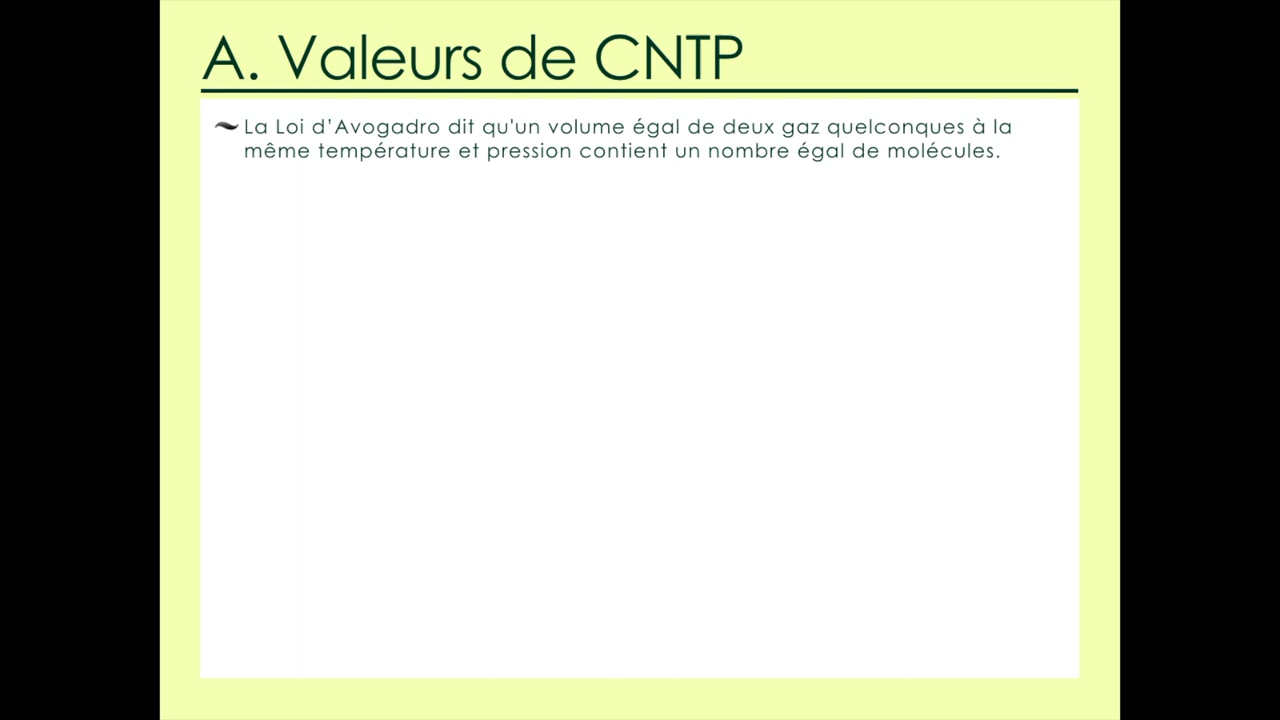 A. Valeurs de CNTP
La Loi d’Avogadro dit qu'un volume égal de deux gaz quelconques à la
même température et pression contient un nombre égal de molécules.